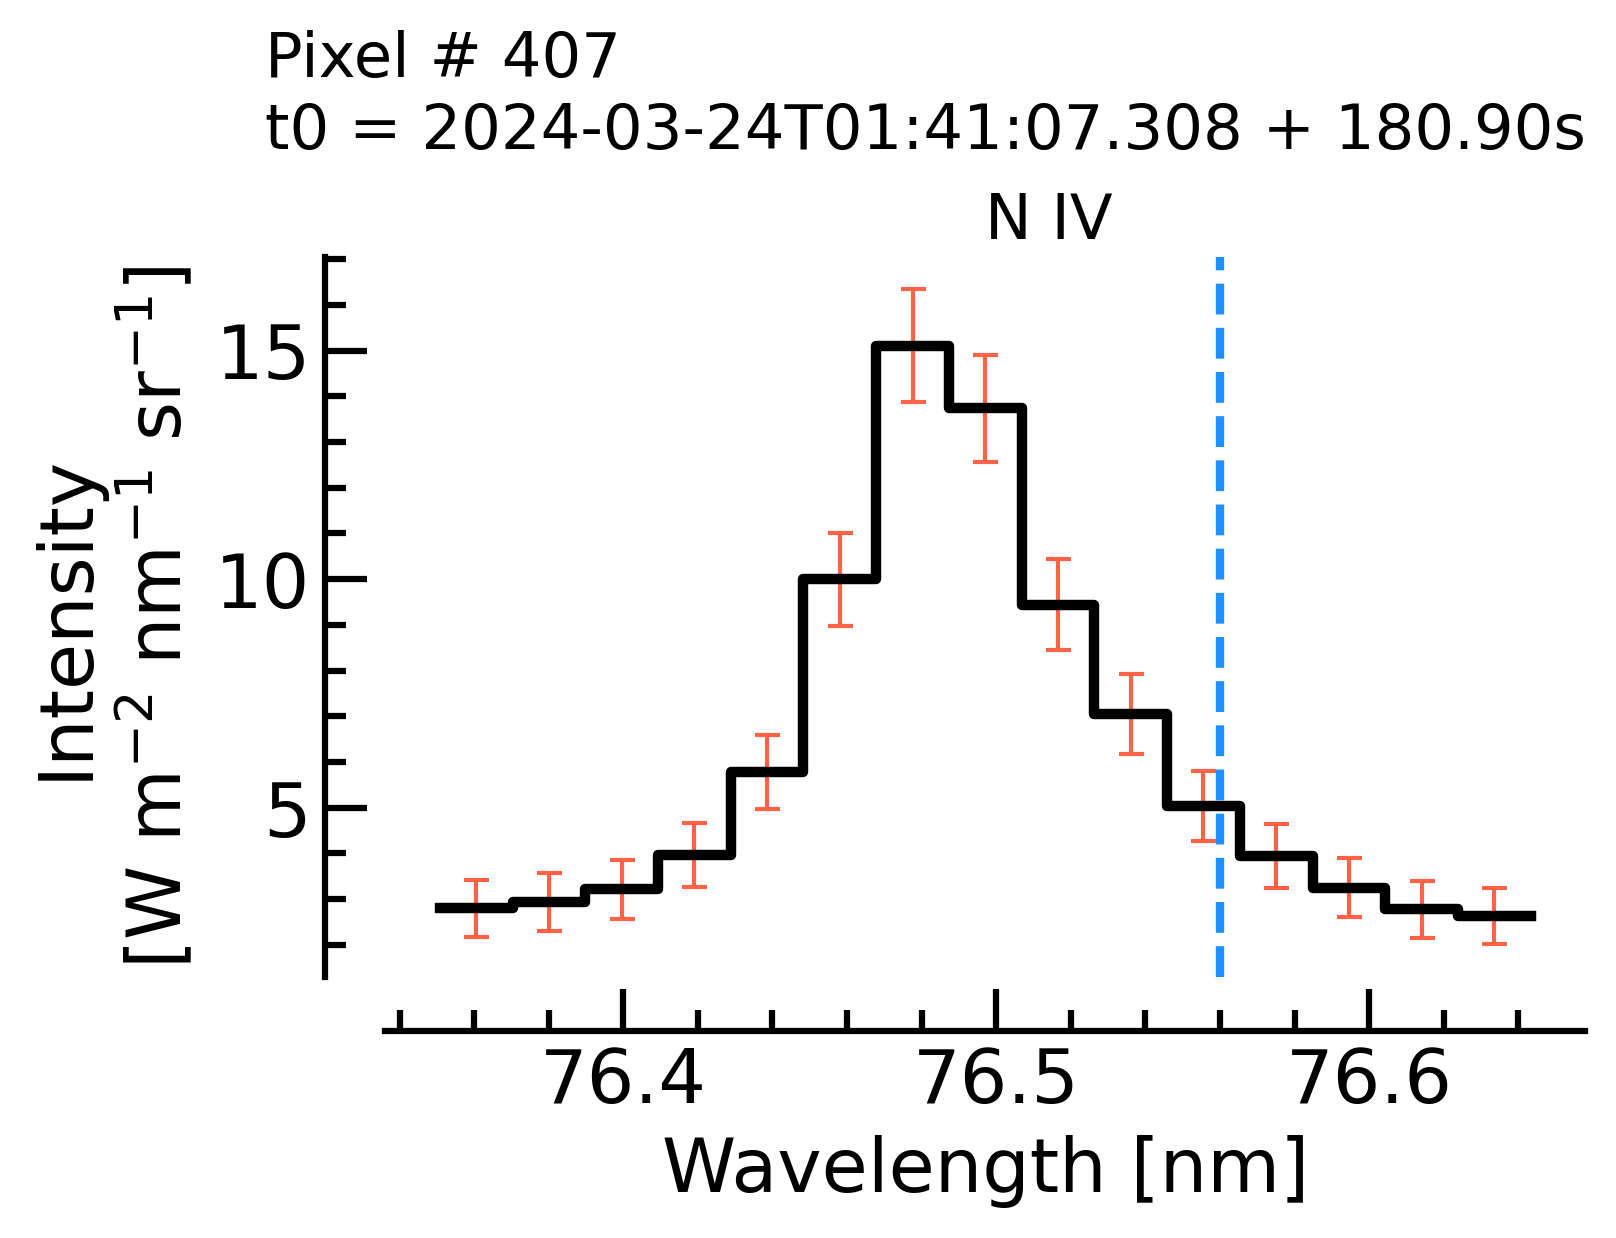 Pixel # 407
t0 = 2024-03-24T01:41:07.308 + 180.90s
N IV
Intensity
[W m⁻² nm⁻¹ sr⁻¹]
15
10
5
76.4 76.5 76.6
Wavelength [nm]